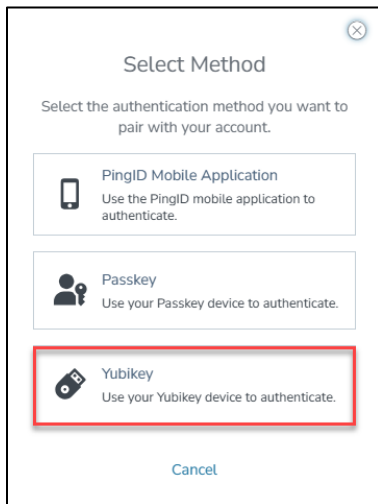 Select Method
Select the authentication method you want to
pair with your account.
PingID Mobile Application
Use the PingID mobile application to
authenticate.
Passkey
Use your Passkey device to authenticate.
Yubikey
Use your Yubikey device to authenticate.
Cancel